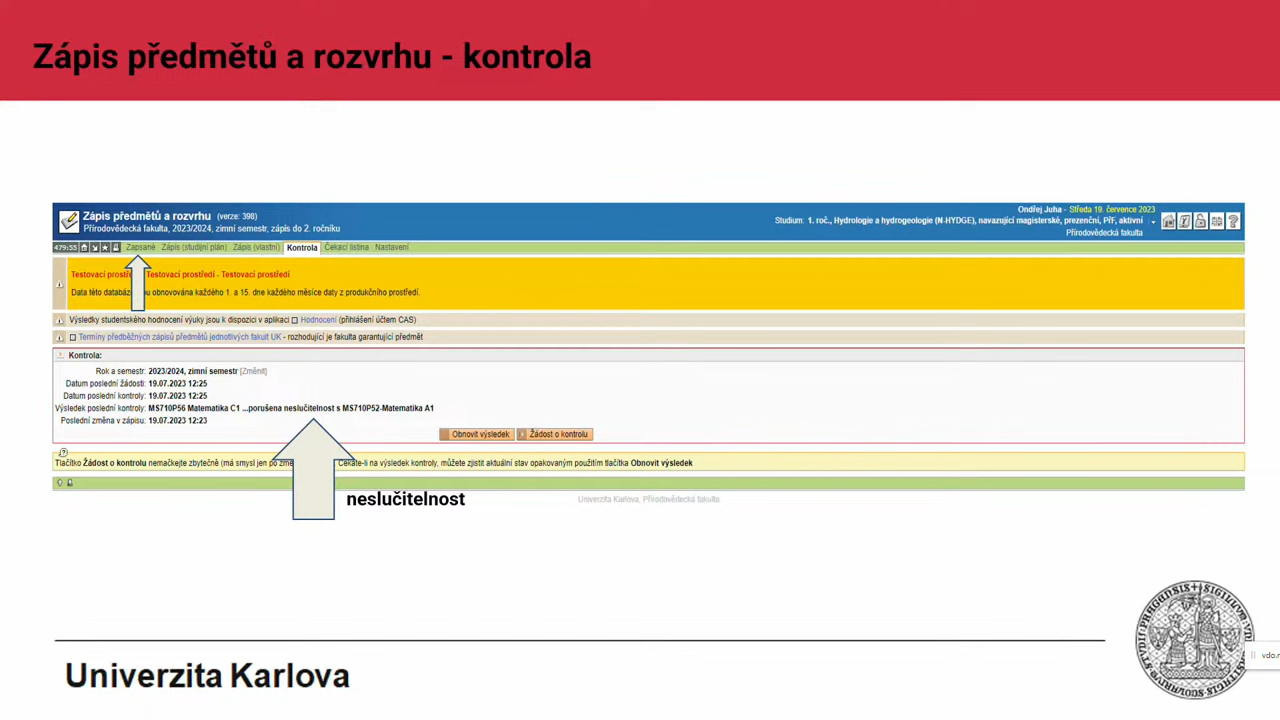 Zápis předmětů a rozvrhu - kontrola
Zápis předmětů a rozvrhu (verze: 398)
Přírodovědecká fakulta, 2023/2024, zimní semestr, zápis do 2. ročníku
Ondřej Juha - Středa 19. července 2023
Studium: 1. roč., Hydrologie a hydrogeologie (N-HYDGE), navazující magisterské, prezenční, PřF, aktivní
Přírodovědecká fakulta
479:55 Zapsané Zápis (studijní plán) Zápis (vlastní) Kontrola Čekací listina Nastavení
Testovací prostř Testovací prostředí - Testovací prostředí
Data této databáz ou obnovována každého 1. a 15. dne každého měsíce daty z produkčního prostředí.
Výsledky studentského hodnocení výuky jsou k dispozici v aplikaci Hodnocení (přihlášení účtem CAS)
Termíny předběžných zápisů předmětů jednotlivých fakult UK - rozhodující je fakulta garantující předmět
Kontrola:
Rok a semestr: 2023/2024, zimní semestr [Změnit]
Datum poslední žádosti: 19.07.2023 12:25
Datum poslední kontroly: 19.07.2023 12:25
Výsledek poslední kontroly: MS710P56 Matematika C1 ...porušena neslučitelnost s MS710P52-Matematika A1
Poslední změna v zápisu: 19.07.2023 12:23
Obnovit výsledek Žádost o kontrolu
Tlačítko Žádost o kontrolu nemačkejte zbytečně (má smysl jen po změ Čekáte-li na výsledek kontroly, můžete zjistit aktuální stav opakovaným použitím tlačítka Obnovit výsledek
neslučitelnost
Univerzita Karlova, Přírodovědecká fakulta
Univerzita Karlova